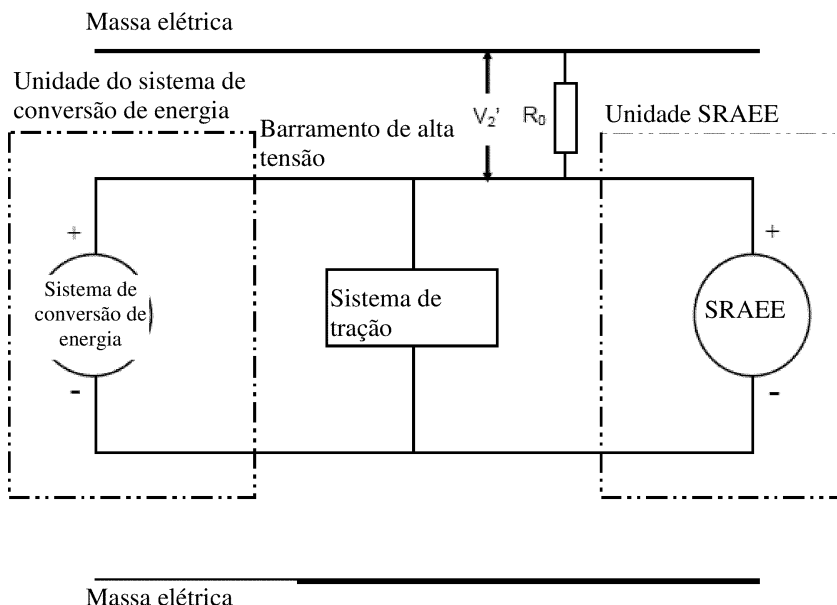 Massa elétrica
Unidade do sistema de
conversão de energia
Barramento de alta
tensão
V₂'
R₀
Unidade SRAEE
+
Sistema de
conversão de
energia
-
Sistema de
tração
+
SRAEE
-
Massa elétrica